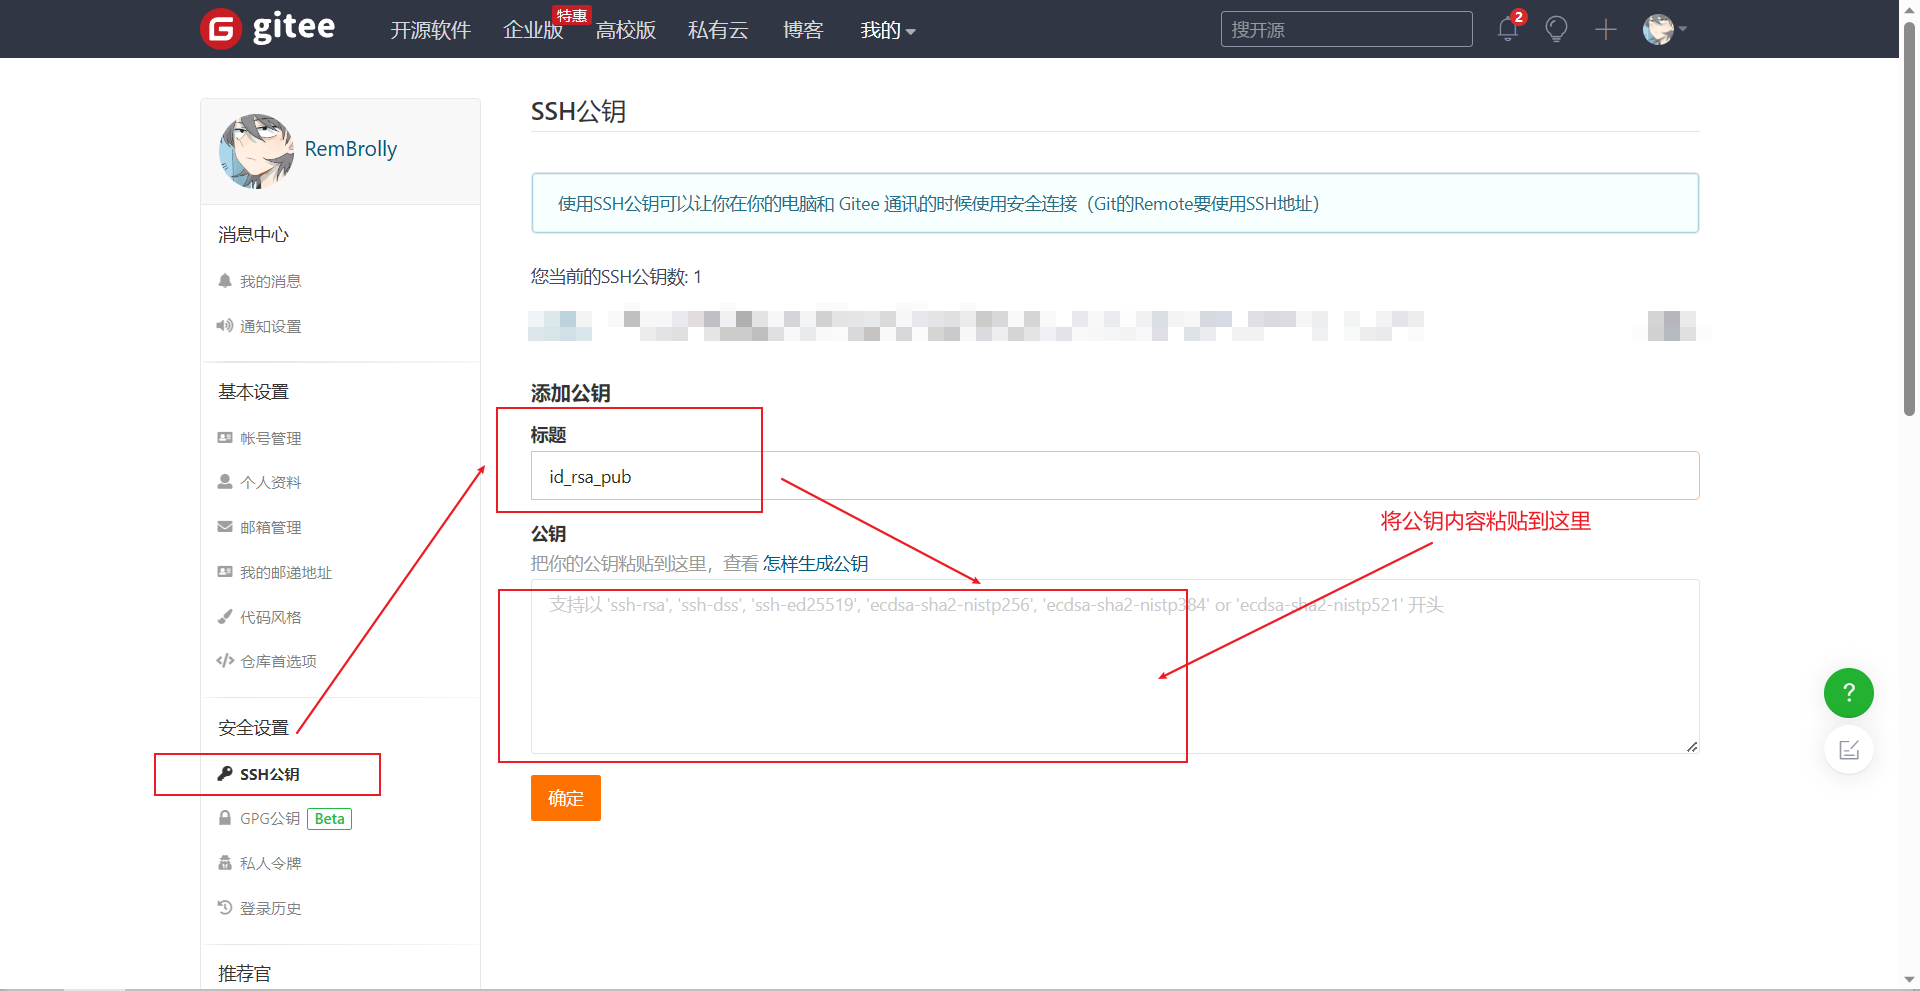 gitee
开源软件
企业版
特惠
高校版
私有云
博客
我的
搜开源
2
RemBrolly
消息中心
我的消息
通知设置
基本设置
帐号管理
个人资料
邮箱管理
我的邮递地址
代码风格
仓库首选项
安全设置
SSH公钥
GPG公钥 Beta
私人令牌
登录历史
推荐官
SSH公钥
使用SSH公钥可以让你在你的电脑和 Gitee 通讯的时候使用安全连接（Git的Remote要使用SSH地址）
您当前的SSH公钥数: 1
添加公钥
标题
id_rsa_pub
将公钥内容粘贴到这里
公钥
把你的公钥粘贴到这里，查看 怎样生成公钥
支持以 'ssh-rsa', 'ssh-dss', 'ssh-ed25519', 'ecdsa-sha2-nistp256', 'ecdsa-sha2-nistp384' or 'ecdsa-sha2-nistp521' 开头
确定
?